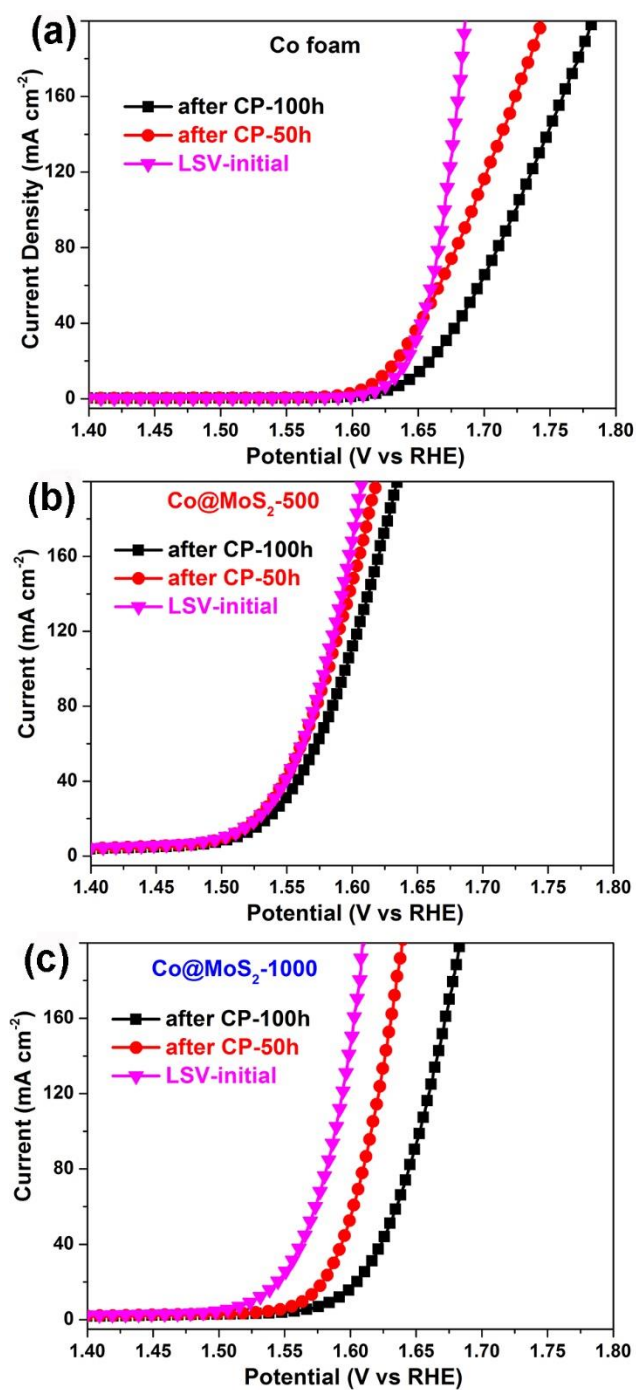 (a)
Co foam
after CP-100h
after CP-50h
LSV-initial
Current Density (mA cm-2)
160
120
80
40
0
1.40 1.45 1.50 1.55 1.60 1.65 1.70 1.75 1.80
Potential (V vs RHE)
(b)
Co@MoS2-500
after CP-100h
after CP-50h
LSV-initial
Current (mA cm-2)
160
120
80
40
0
1.40 1.45 1.50 1.55 1.60 1.65 1.70 1.75 1.80
Potential (V vs RHE)
(c)
Co@MoS2-1000
after CP-100h
after CP-50h
LSV-initial
Current (mA cm-2)
160
120
80
40
0
1.40 1.45 1.50 1.55 1.60 1.65 1.70 1.75 1.80
Potential (V vs RHE)